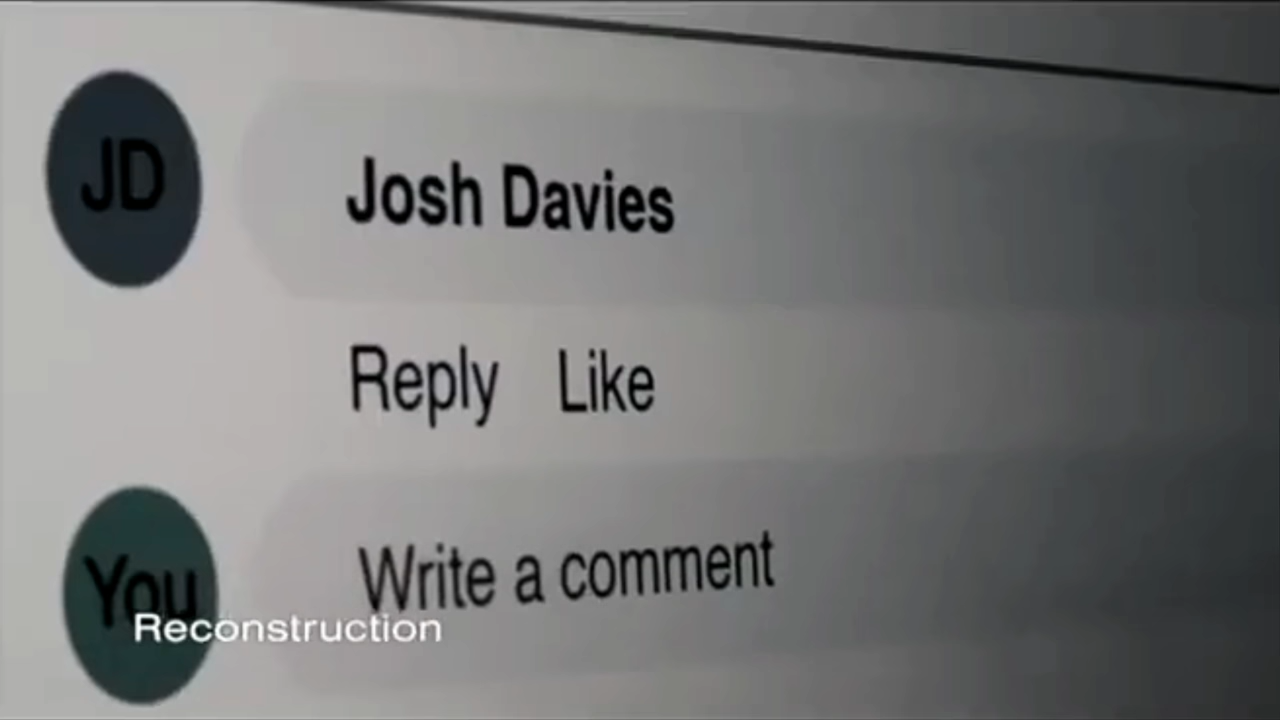 JD
Josh Davies
Reply Like
You
Write a comment
Reconstruction